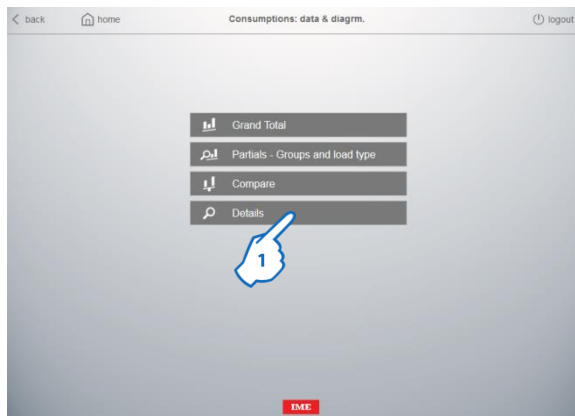 back home Consumptions: data & diagrm. logout
Grand Total
Partials - Groups and load type
Compare
Details
1
IME